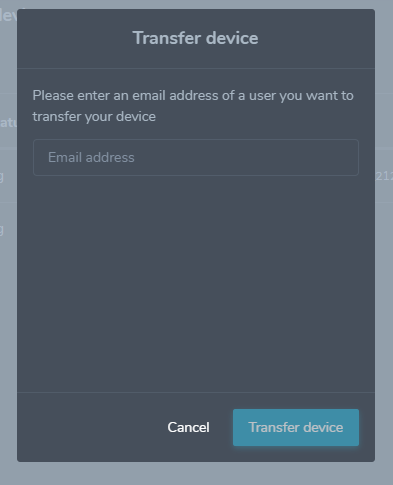 Transfer device
Please enter an email address of a user you want to
transfer your device
Email address
212
Cancel
Transfer device